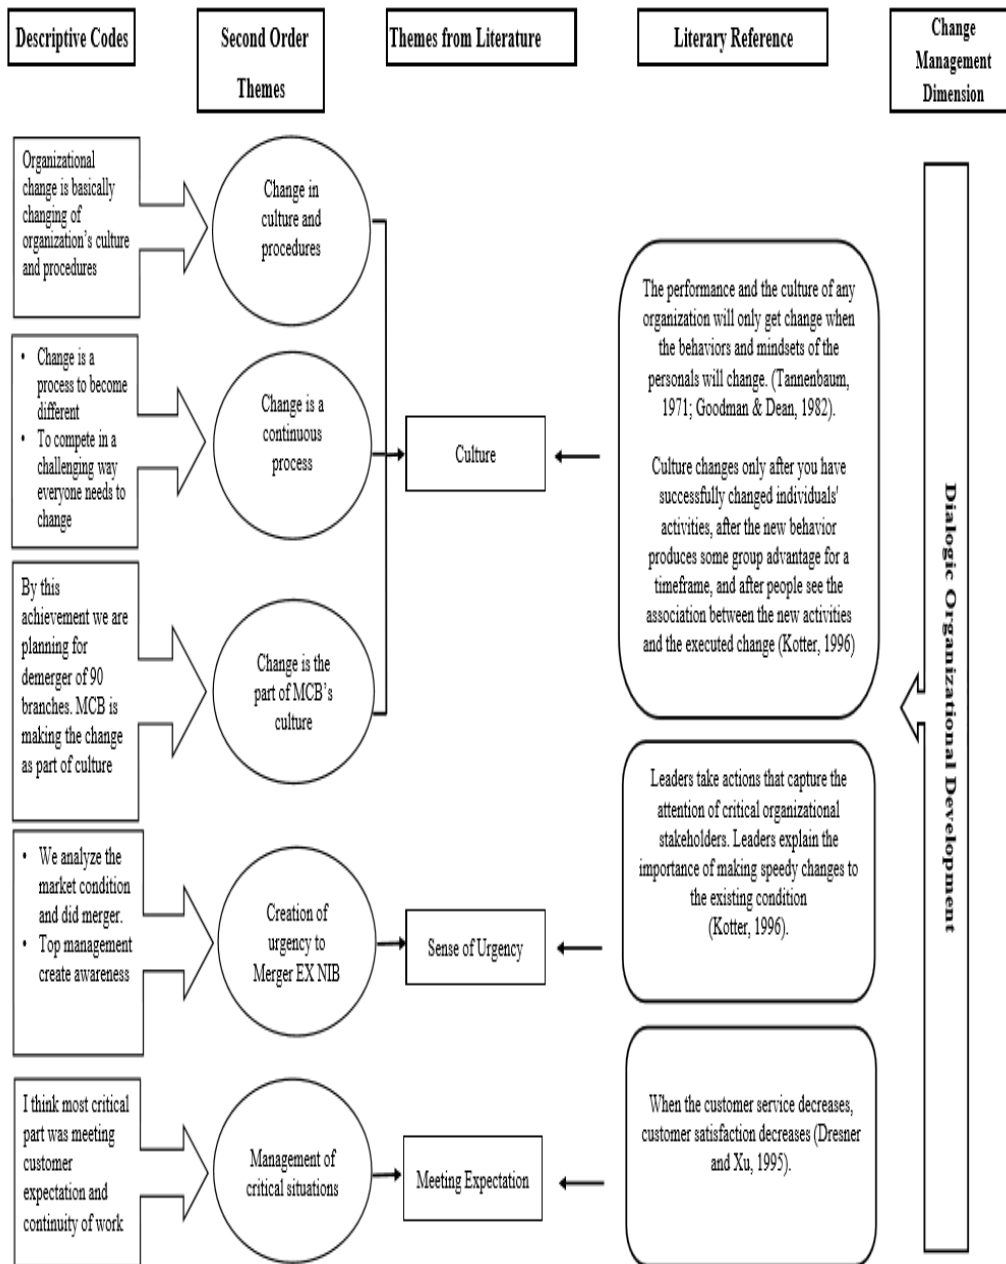 Descriptive Codes
Second Order
Themes
Themes from Literature
Literary Reference
Change
Management
Dimension
Organizational
change is basically
changing of
organization's culture
and procedures
Change in
culture and
procedures
• Change is a
process to become
different
• To compete in a
challenging way
everyone needs to
change
Change is a
continuous
process
By this
achievement we are
planning for
demerger of 90
branches. MCB is
making the change
as part of culture
Change is the
part of MCB's
culture
Culture
The performance and the culture of any
organization will only get change when
the behaviors and mindsets of the
personals will change. (Tannenbaum,
1971; Goodman & Dean, 1982).
Culture changes only after you have
successfully changed individuals'
activities, after the new behavior
produces some group advantage for a
timeframe, and after people see the
association between the new activities
and the executed change (Kotter, 1996)
• We analyze the
market condition
and did merger.
• Top management
create awareness
Creation of
urgency to
Merger EX NIB
Sense of Urgency
Leaders take actions that capture the
attention of critical organizational
stakeholders. Leaders explain the
importance of making speedy changes to
the existing condition
(Kotter, 1996).
I think most critical
part was meeting
customer
expectation and
continuity of work
Management of
critical situations
Meeting Expectation
When the customer service decreases,
customer satisfaction decreases (Dresner
and Xu, 1995).
Dialogic Organizational Development